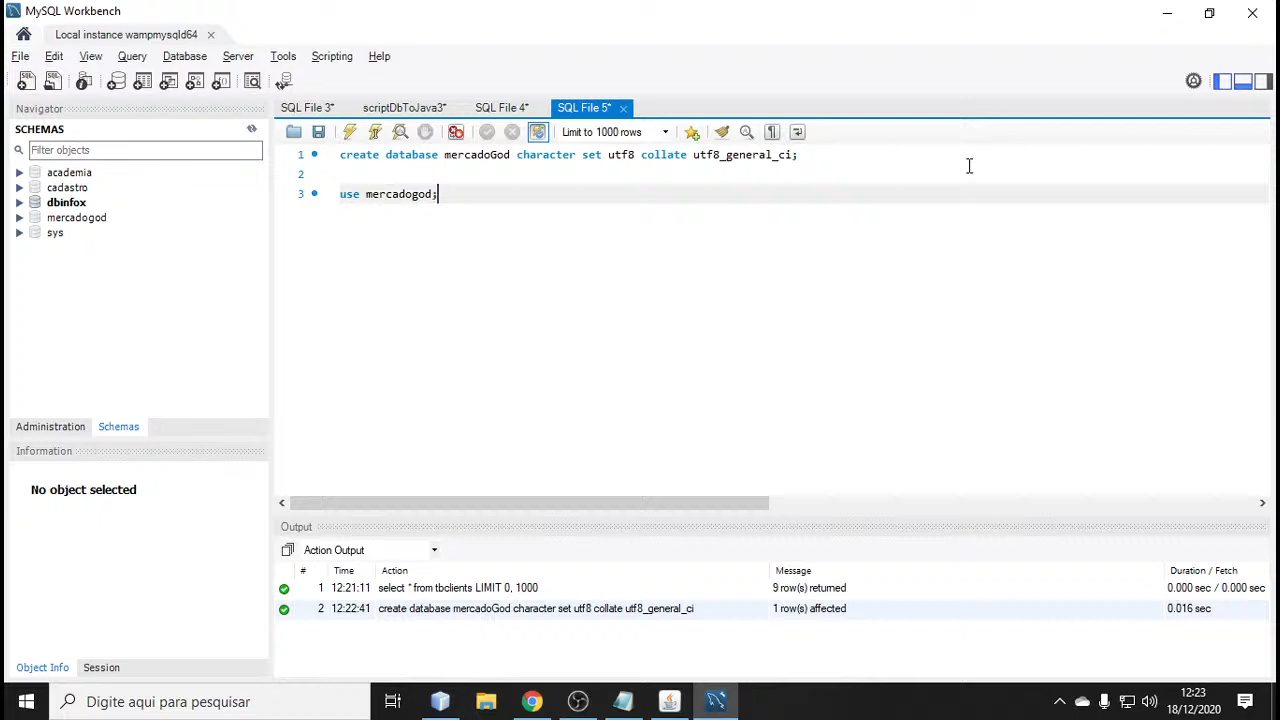 MySQL Workbench
Local instance wampmysqld64
File Edit View Query Database Server Tools Scripting Help
Navigator
SCHEMAS
Filter objects
academia
cadastro
dbinfox
mercadogod
sys
Administration Schemas
Information
No object selected
Object Info Session
SQL File 3* scriptDbToJava3* SQL File 4* SQL File 5*
Limit to 1000 rows
1 create database mercadoGod character set utf8 collate utf8_general_ci;
2
3 use mercadogod;
Output
Action Output
# Time Action Message Duration / Fetch
1 12:21:11 select * from tbclients LIMIT 0, 1000 9 row(s) returned 0.000 sec / 0.000 sec
2 12:22:41 create database mercadoGod character set utf8 collate utf8_general_ci 1 row(s) affected 0.016 sec
Digite aqui para pesquisar
12:23
18/12/2020